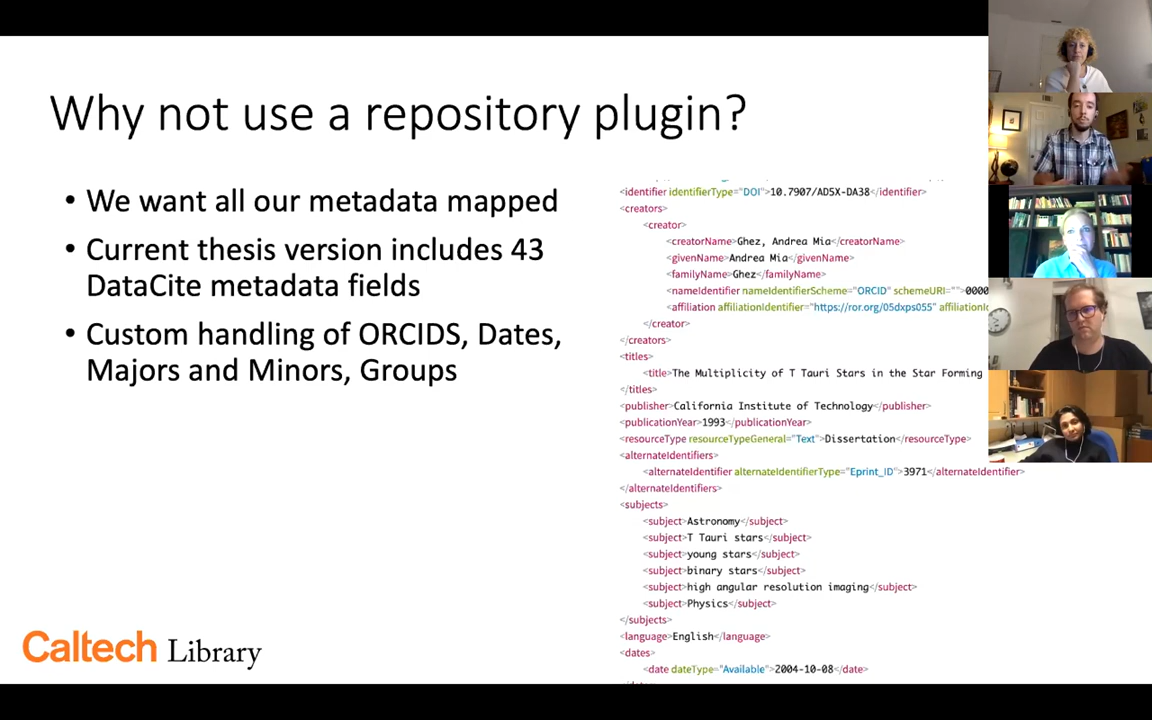 Why not use a repository plugin?
• We want all our metadata mapped
• Current thesis version includes 43
DataCite metadata fields
• Custom handling of ORCIDS, Dates,
Majors and Minors, Groups
<identifier identifierType="DOI">10.7907/AD5X-DA38</identifier>
<creators>
<creator>
<creatorName>Ghez, Andrea Mia</creatorName>
<givenName>Andrea Mia</givenName>
<familyName>Ghez</familyName>
<nameIdentifier nameIdentifierScheme="ORCID" schemeURI="">0000
<affiliation affiliationIdentifier="https://ror.org/05dxps055" affiliationIc
</creator>
</creators>
<titles>
<title>The Multiplicity of T Tauri Stars in the Star Forming
</titles>
<publisher>California Institute of Technology</publisher>
<publicationYear>1993</publicationYear>
<resourceType resourceTypeGeneral="Text">Dissertation</resourceType>
<alternateIdentifiers>
<alternateIdentifier alternateIdentifierType="Eprint_ID">3971</alternateIdentifier>
</alternateIdentifiers>
<subjects>
<subject>Astronomy</subject>
<subject>T Tauri stars</subject>
<subject>young stars</subject>
<subject>binary stars</subject>
<subject>high angular resolution imaging</subject>
<subject>Physics</subject>
</subjects>
<language>English</language>
<dates>
<date dateType="Available">2004-10-08</date>
Caltech Library